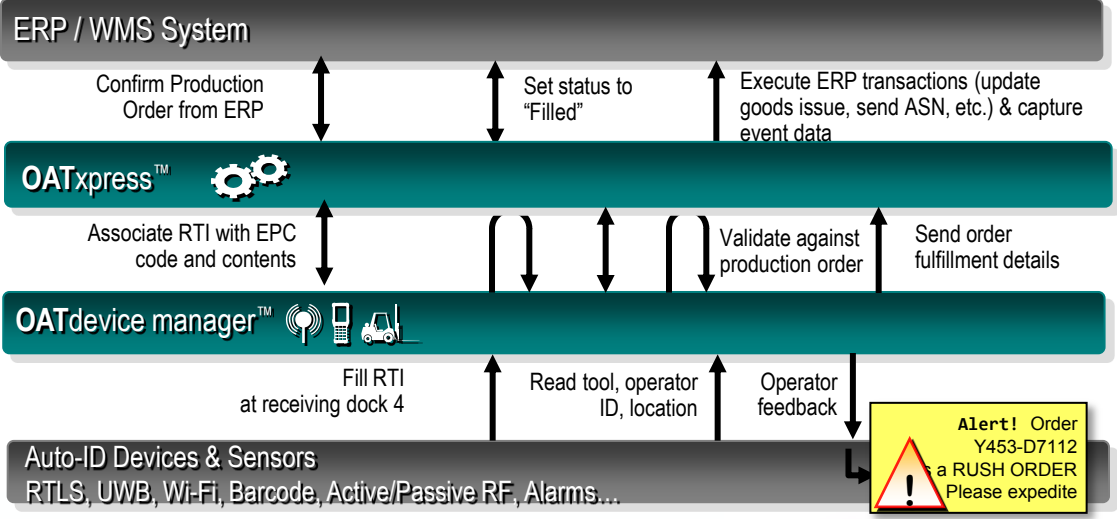 ERP / WMS System
Confirm Production
Order from ERP
Set status to
“Filled”
Execute ERP transactions (update
goods issue, send ASN, etc.) & capture
event data
OATxpress™
Associate RTI with EPC
code and contents
Validate against
production order
Send order
fulfillment details
OATdevice manager™
Fill RTI
at receiving dock 4
Read tool, operator
ID, location
Operator
feedback
Alert! Order
Y453-D7112
s a RUSH ORDER
Please expedite
Auto-ID Devices & Sensors
RTLS, UWB, Wi-Fi, Barcode, Active/Passive RF, Alarms…